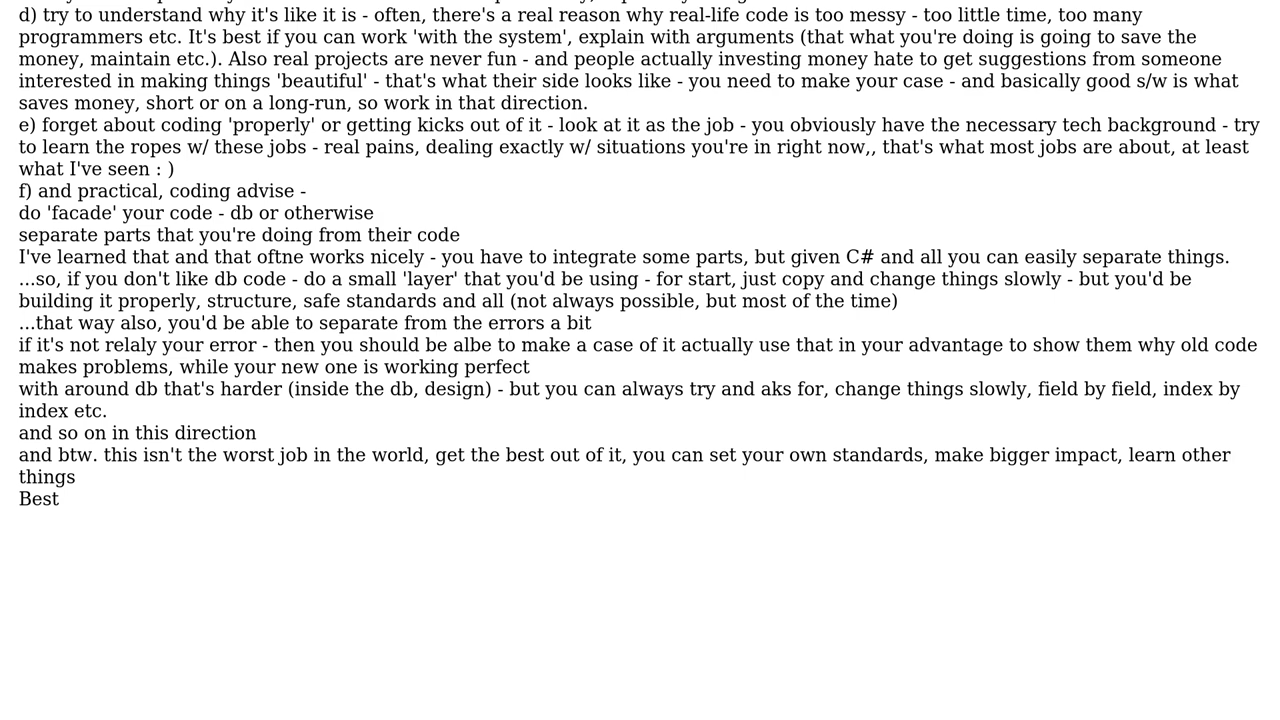 d) try to understand why it's like it is - often, there's a real reason why real-life code is too messy - too little time, too many
programmers etc. It's best if you can work 'with the system', explain with arguments (that what you're doing is going to save the
money, maintain etc.). Also real projects are never fun - and people actually investing money hate to get suggestions from someone
interested in making things 'beautiful' - that's what their side looks like - you need to make your case - and basically good s/w is what
saves money, short or on a long-run, so work in that direction.
e) forget about coding 'properly' or getting kicks out of it - look at it as the job - you obviously have the necessary tech background - try
to learn the ropes w/ these jobs - real pains, dealing exactly w/ situations you're in right now,, that's what most jobs are about, at least
what I've seen : )
f) and practical, coding advise -
do 'facade' your code - db or otherwise
separate parts that you're doing from their code
I've learned that and that oftne works nicely - you have to integrate some parts, but given C# and all you can easily separate things.
...so, if you don't like db code - do a small 'layer' that you'd be using - for start, just copy and change things slowly - but you'd be
building it properly, structure, safe standards and all (not always possible, but most of the time)
...that way also, you'd be able to separate from the errors a bit
if it's not relaly your error - then you should be albe to make a case of it actually use that in your advantage to show them why old code
makes problems, while your new one is working perfect
with around db that's harder (inside the db, design) - but you can always try and aks for, change things slowly, field by field, index by
index etc.
and so on in this direction
and btw. this isn't the worst job in the world, get the best out of it, you can set your own standards, make bigger impact, learn other
things
Best